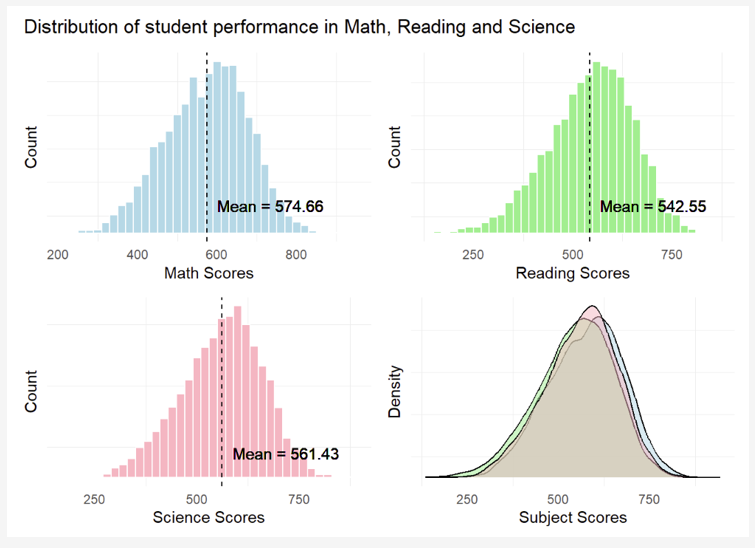 Distribution of student performance in Math, Reading and Science
Count
Mean = 574.66
200 400 600 800
Math Scores
Count
Mean = 542.55
250 500 750
Reading Scores
Count
Mean = 561.43
250 500 750
Science Scores
Density
250 500 750
Subject Scores